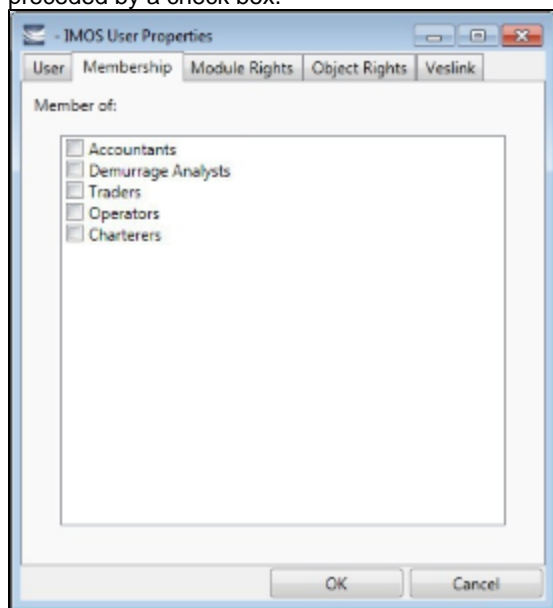 preceded by a check box.
- IMOS User Properties
User Membership Module Rights Object Rights Veslink
Member of:
Accountants
Demurrage Analysts
Traders
Operators
Charterers
OK Cancel